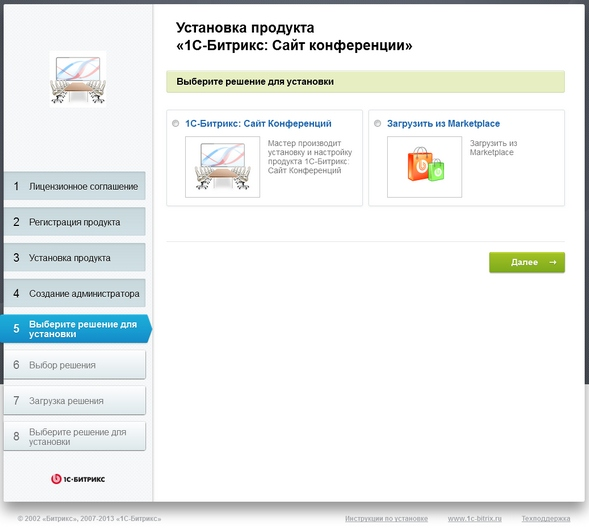 Установка продукта
«1С-Битрикс: Сайт конференции»
Выберите решение для установки
1С-Битрикс: Сайт Конференций
Мастер производит
установку и настройку
продукта 1С-Битрикс:
Сайт Конференций
Загрузить из Marketplace
Загрузить из
Marketplace
Далее →
1 Лицензионное соглашение
2 Регистрация продукта
3 Установка продукта
4 Создание администратора
5 Выберите решение для
установки
6 Выбор решения
7 Загрузка решения
8 Выберите решение для
установки
1С-БИТРИКС
© 2002 «Битрикс», 2007-2013 «1С-Битрикс»
Инструкции по установке
www.1c-bitrix.ru
Техподдержка